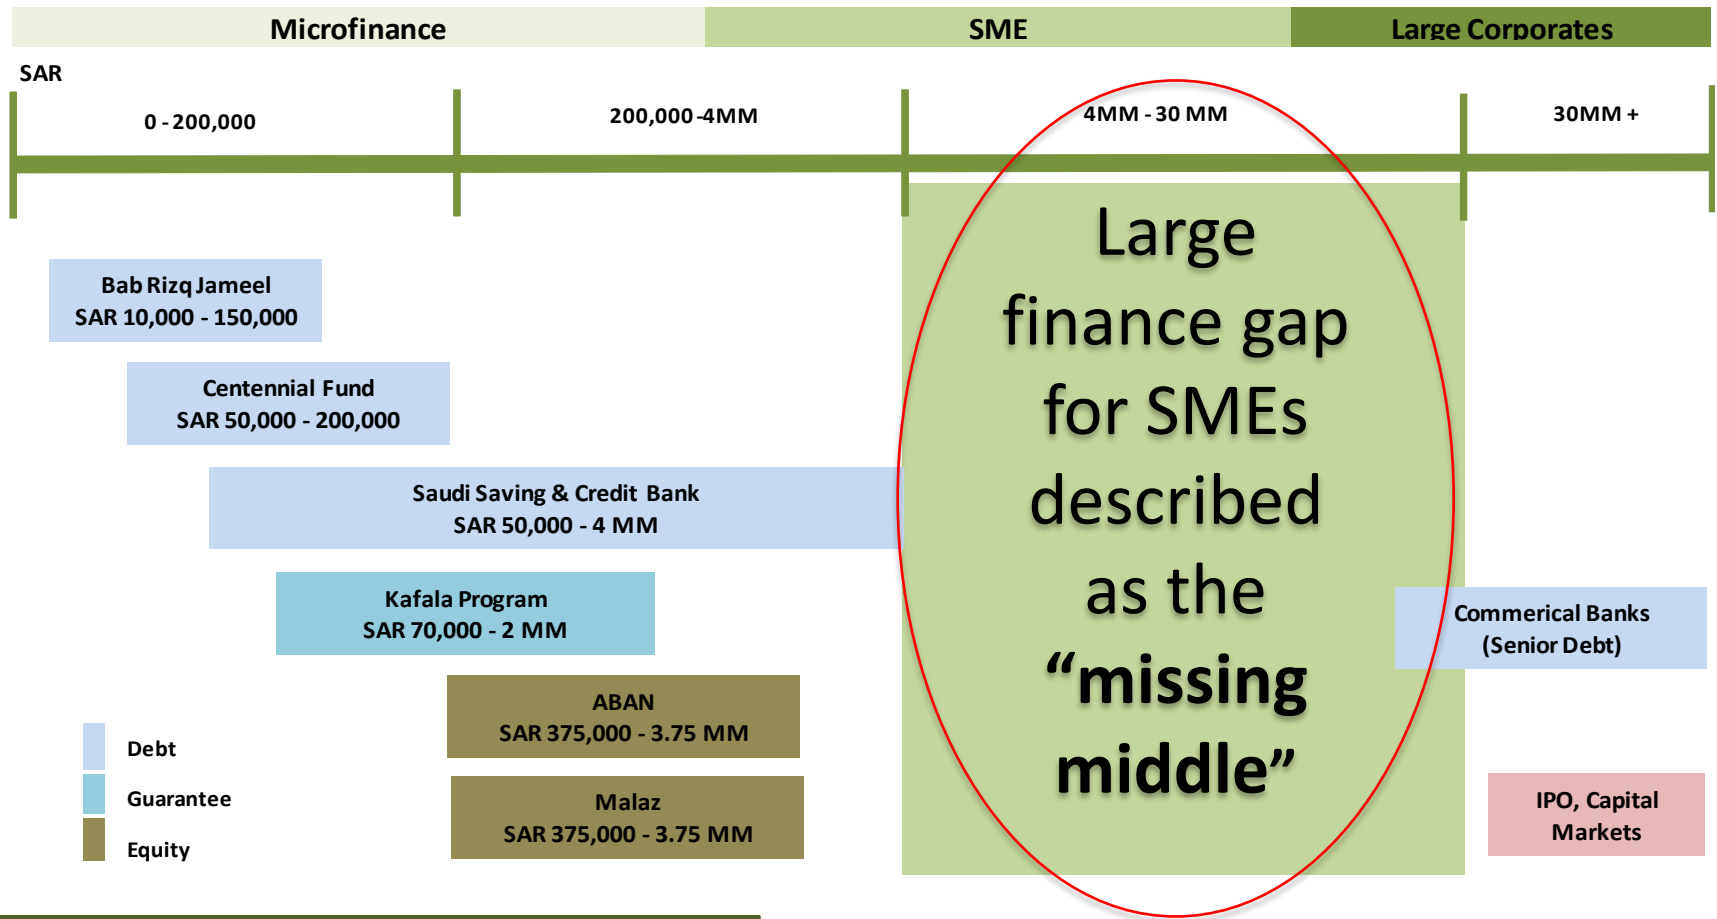 Microfinance
SME
Large Corporates
SAR
0 - 200,000
200,000 -4MM
4MM - 30 MM
30MM +
Bab Rizq Jameel
SAR 10,000 - 150,000
Centennial Fund
SAR 50,000 - 200,000
Saudi Saving & Credit Bank
SAR 50,000 - 4 MM
Kafala Program
SAR 70,000 - 2 MM
ABAN
SAR 375,000 - 3.75 MM
Malaz
SAR 375,000 - 3.75 MM
Large
finance gap
for SMEs
described
as the
“missing
middle”
Commerical Banks
(Senior Debt)
IPO, Capital
Markets
Debt
Guarantee
Equity